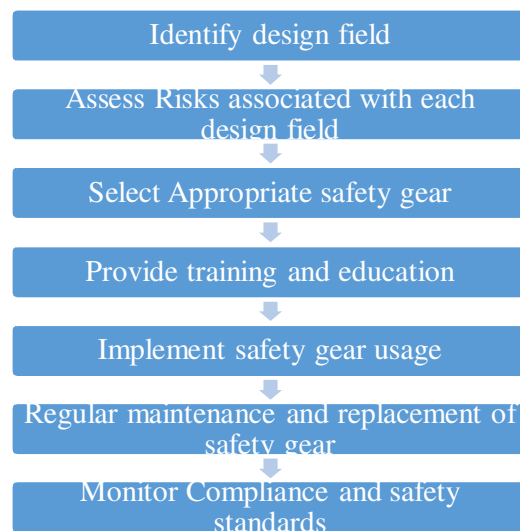 Identify design field
Assess Risks associated with each
design field
Select Appropriate safety gear
Provide training and education
Implement safety gear usage
Regular maintenance and replacement of
safety gear
Monitor Compliance and safety
standards